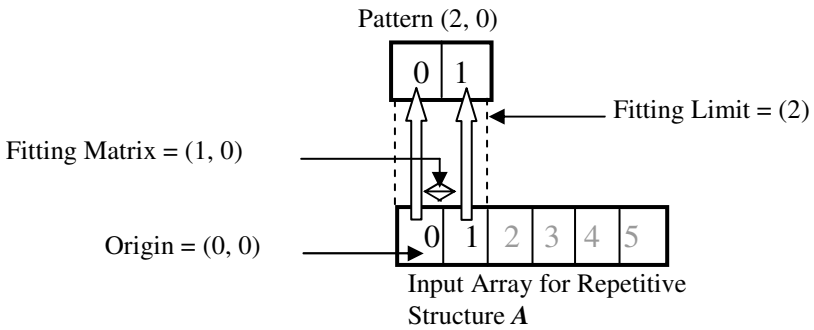 Pattern (2, 0)
0 1
Fitting Limit = (2)
Fitting Matrix = (1, 0)
0 1 2 3 4 5
Origin = (0, 0)
Input Array for Repetitive
Structure A